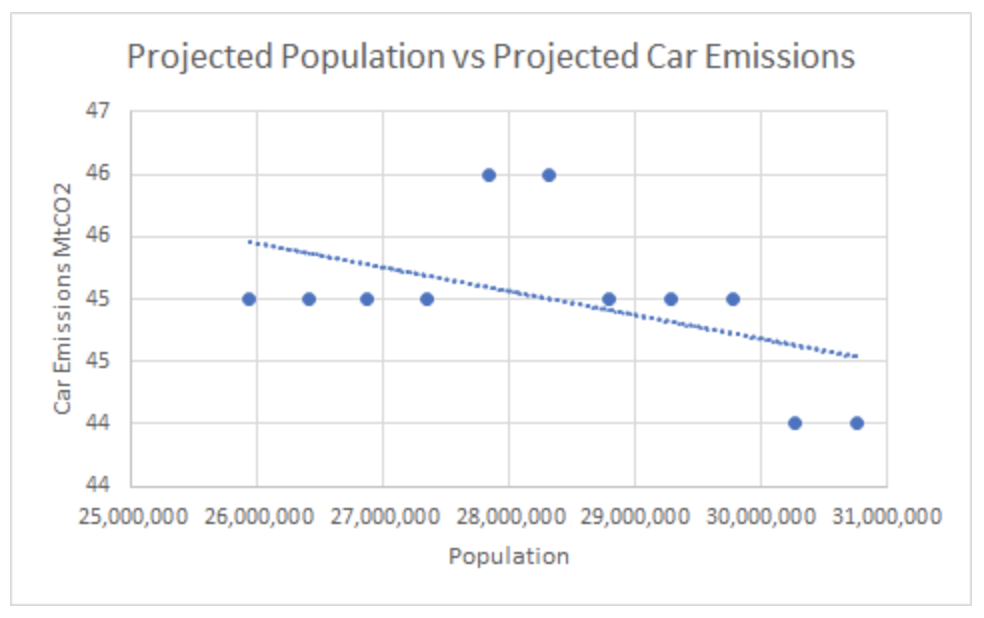 Projected Population vs Projected Car Emissions
47
46
46
45
45
44
44
Car Emissions MtCO2
25,000,000 26,000,000 27,000,000 28,000,000 29,000,000 30,000,000 31,000,000
Population